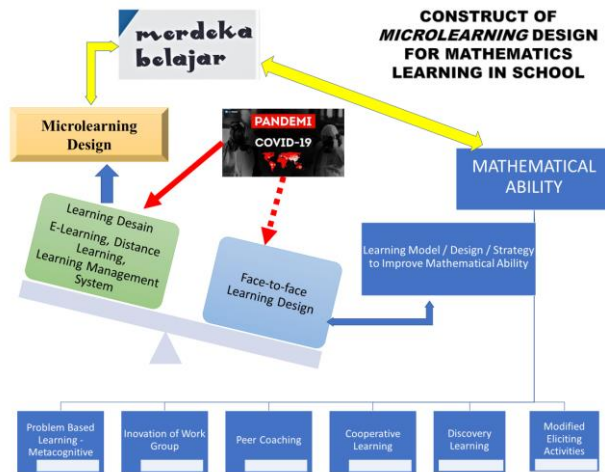 CONSTRUCT OF
MICROLEARNING DESIGN
FOR MATHEMATICS
LEARNING IN SCHOOL
merdeka
belajar
Microlearning
Design
PANDEMI
COVID-19
MATHEMATICAL
ABILITY
Learning Desain
E-Learning, Distance
Learning,
Learning Management
System
Face-to-face
Learning Design
Learning Model / Design / Strategy
to Improve Mathematical Ability
Problem Based
Learning -
Metacognitive
Inovation of Work
Group
Peer Coaching
Cooperative
Learning
Discovery
Learning
Modified
Eliciting
Activities